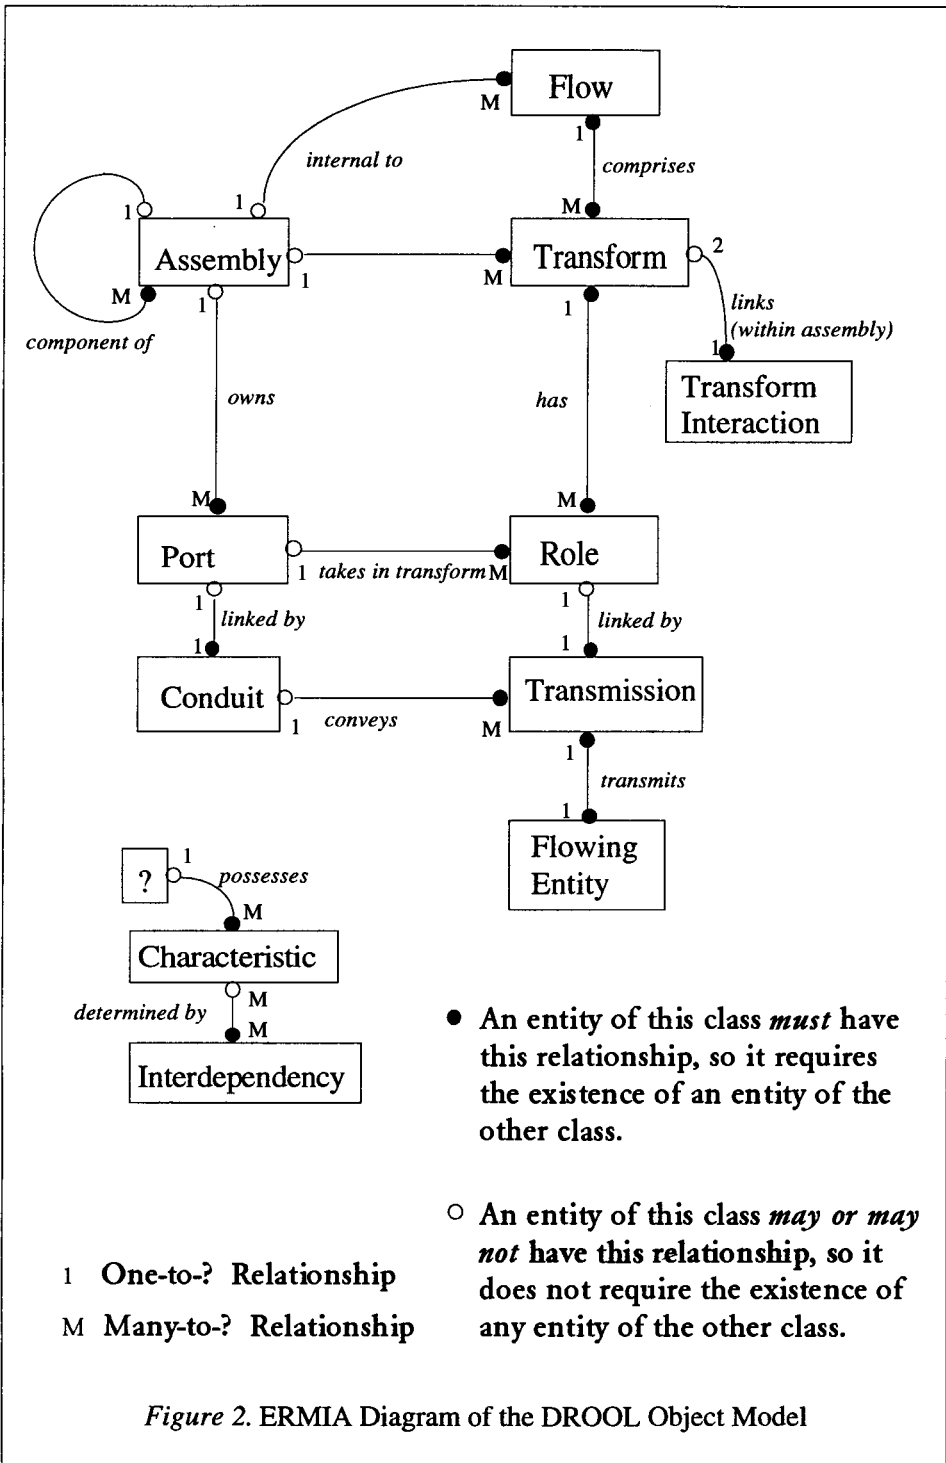 Flow
M
1
internal to
comprises
1
1
M
Assembly
Transform
2
1
M
M
1
1
links
(within assembly)
component of
1
Transform
Interaction
owns
has
M
M
Port
Role
1
takes in transform
M
1
linked by
1
linked by
1
1
Conduit
Transmission
1
conveys
M
1
transmits
1
Flowing
Entity
?
1
possesses
M
Characteristic
M
determined by
M
Interdependency
● An entity of this class must have
this relationship, so it requires
the existence of an entity of the
other class.
○ An entity of this class may or may
not have this relationship, so it
does not require the existence of
any entity of the other class.
1 One-to-? Relationship
M Many-to-? Relationship
Figure 2. ERMIA Diagram of the DROOL Object Model